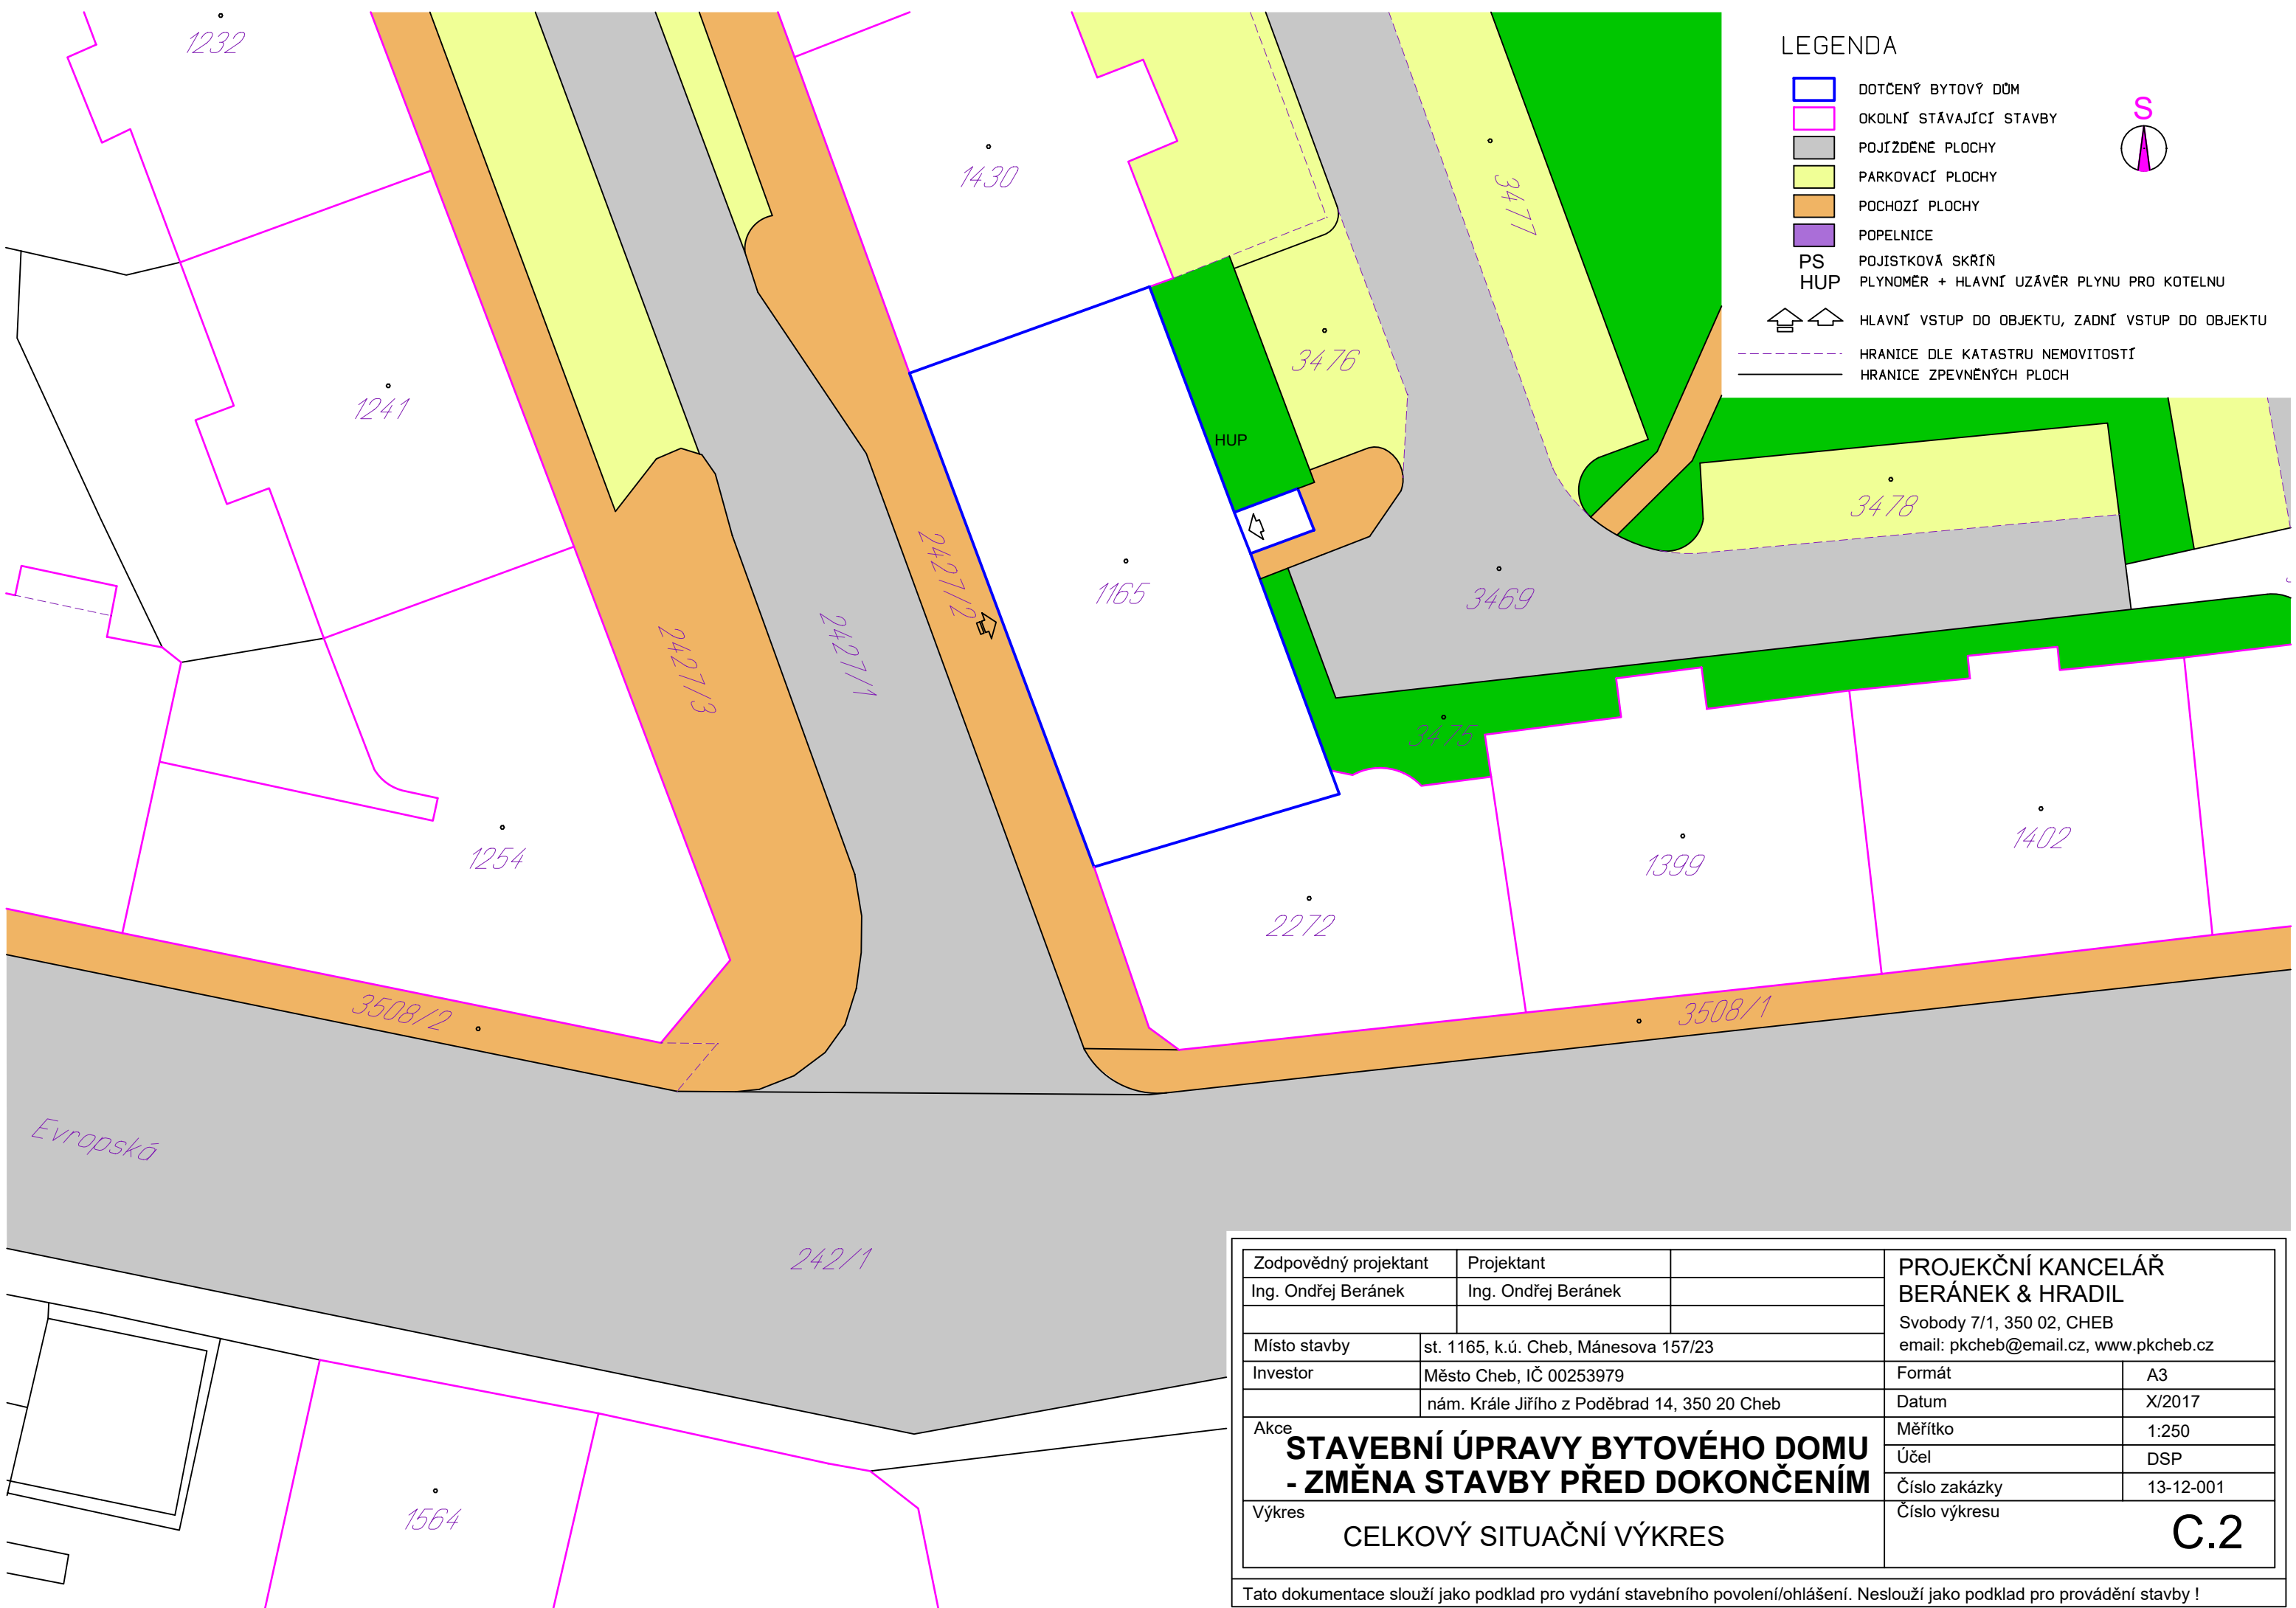 LEGENDA
DOTČENÝ BYTOVÝ DŮM
OKOLNÍ STÁVAJÍCÍ STAVBY
POJÍŽDĚNÉ PLOCHY
PARKOVACÍ PLOCHY
POCHOZÍ PLOCHY
POPELNICE
PS POJISTKOVÁ SKŘÍŇ
HUP PLYNOMĚR + HLAVNÍ UZÁVĚR PLYNU PRO KOTELNU
HLAVNÍ VSTUP DO OBJEKTU, ZADNÍ VSTUP DO OBJEKTU
HRANICE DLE KATASTRU NEMOVITOSTÍ
HRANICE ZPEVNĚNÝCH PLOCH
S
1232
1430
3477
3476
1241
HUP
3478
2427/2
1165
3469
2427/3
2427/1
3475
1254
1399
1402
2272
3508/2
3508/1
Evropská
242/1
1564
Zodpovědný projektant
Projektant
Ing. Ondřej Beránek
Ing. Ondřej Beránek
Místo stavby
st. 1165, k.ú. Cheb, Mánesova 157/23
Investor
Město Cheb, IČ 00253979
nám. Krále Jiřího z Poděbrad 14, 350 20 Cheb
Akce
STAVEBNÍ ÚPRAVY BYTOVÉHO DOMU
- ZMĚNA STAVBY PŘED DOKONČENÍM
Výkres
CELKOVÝ SITUAČNÍ VÝKRES
PROJEKČNÍ KANCELÁŘ
BERÁNEK & HRADIL
Svobody 7/1, 350 02, CHEB
email: pkcheb@email.cz, www.pkcheb.cz
Formát A3
Datum X/2017
Měřítko 1:250
Účel DSP
Číslo zakázky 13-12-001
Číslo výkresu
C.2
Tato dokumentace slouží jako podklad pro vydání stavebního povolení/ohlášení. Neslouží jako podklad pro provádění stavby !